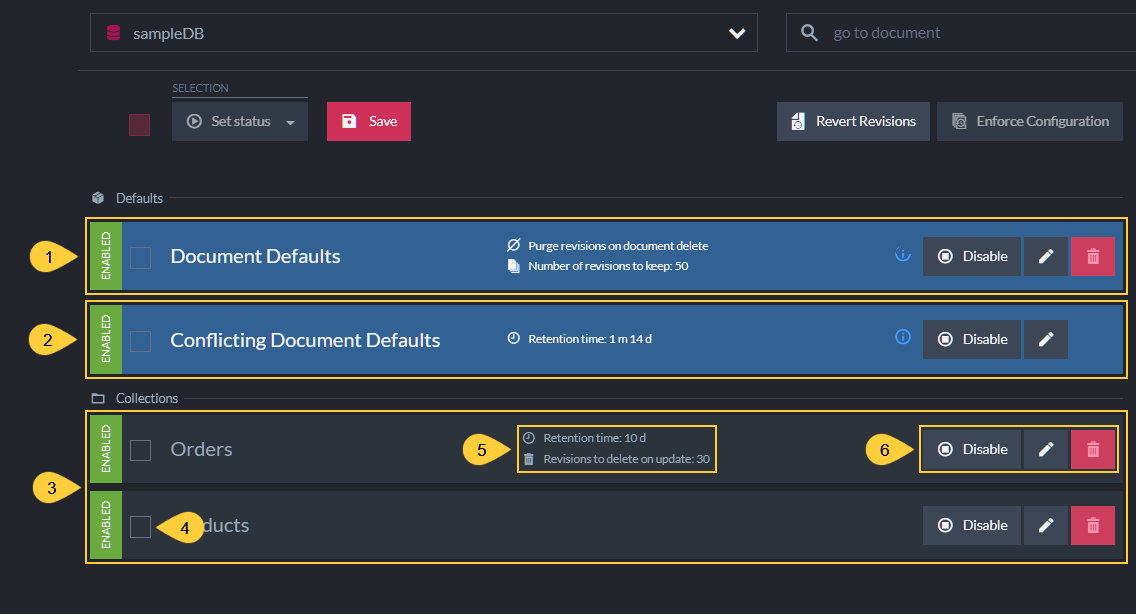 sampleDB
go to document
SELECTION
Set status
Save
Revert Revisions
Enforce Configuration
Defaults
1
ENABLED
Document Defaults
Purge revisions on document delete
Number of revisions to keep: 50
Disable
2
ENABLED
Conflicting Document Defaults
Retention time: 1 m 14 d
Disable
Collections
3
ENABLED
Orders
5
Retention time: 10 d
Revisions to delete on update: 30
6
Disable
ENABLED
4
ducts
Disable